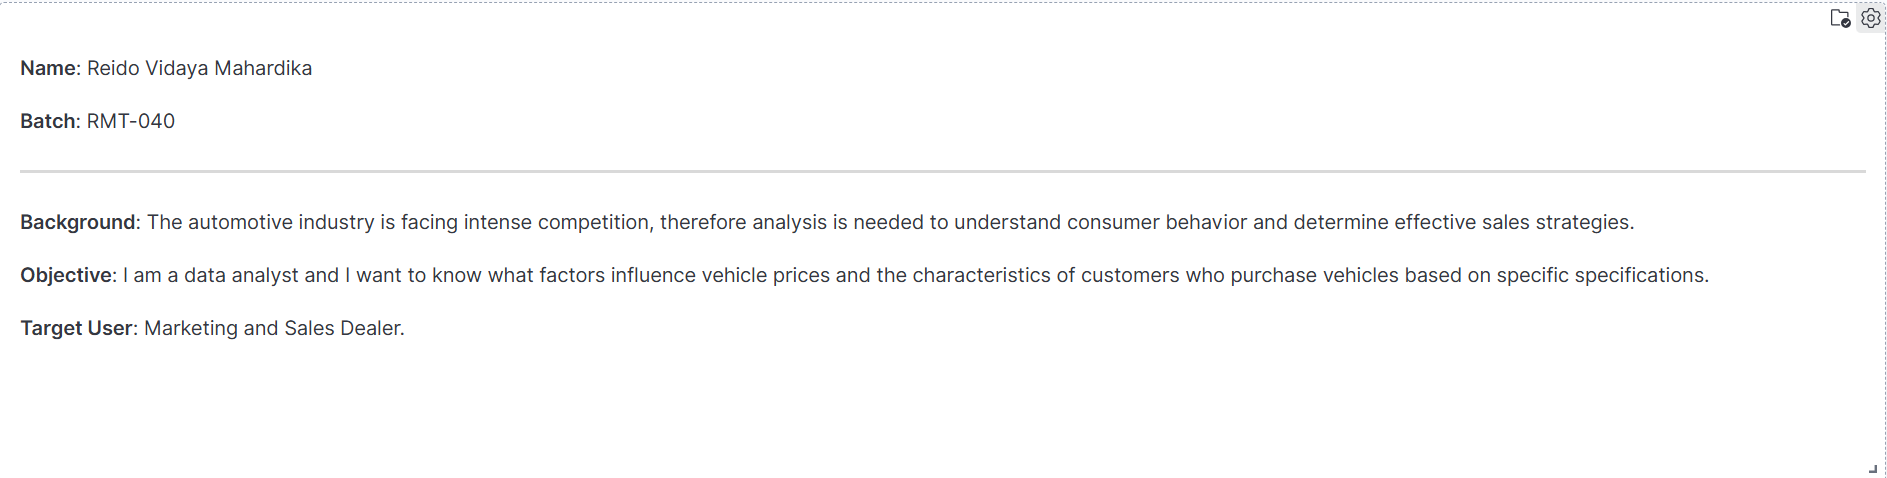 Name: Reido Vidaya Mahardika
Batch: RMT-040
Background: The automotive industry is facing intense competition, therefore analysis is needed to understand consumer behavior and determine effective sales strategies.
Objective: I am a data analyst and I want to know what factors influence vehicle prices and the characteristics of customers who purchase vehicles based on specific specifications.
Target User: Marketing and Sales Dealer.